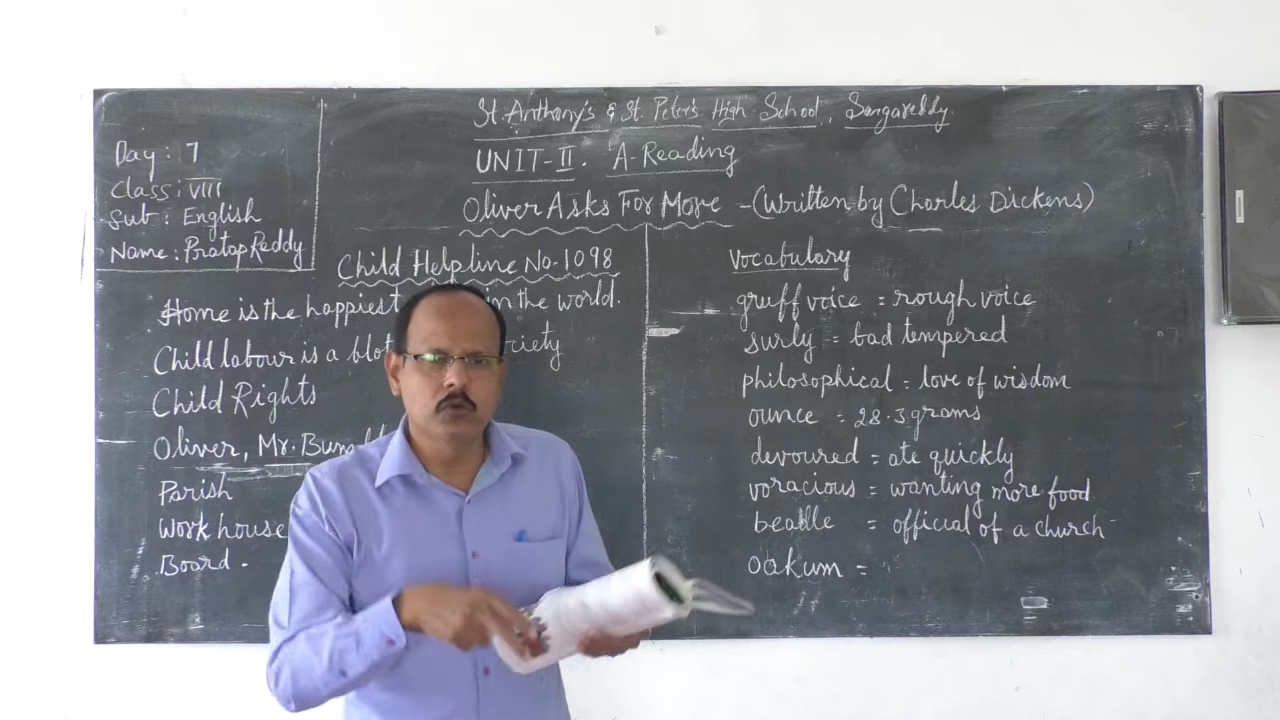 St. Anthony's & St. Peter's High School, Sangareddy
UNIT-II. A-Reading
Oliver Asks For More - (Written by Charles Dickens)
Day : 7
Class : VIII
Sub : English
Name : Pratap Reddy
Child Helpline No. 1098
Home is the happiest in the world.
Child labour is a blot ciety
Child Rights
Oliver, Mr. Bumbl
Parish
Work house
Board.
Vocabulary
gruff voice = rough voice
surly = bad tempered
philosophical = love of wisdom
ounce = 28.3 grams
devoured = ate quickly
voracious = wanting more food
beadle = official of a church
oakum =